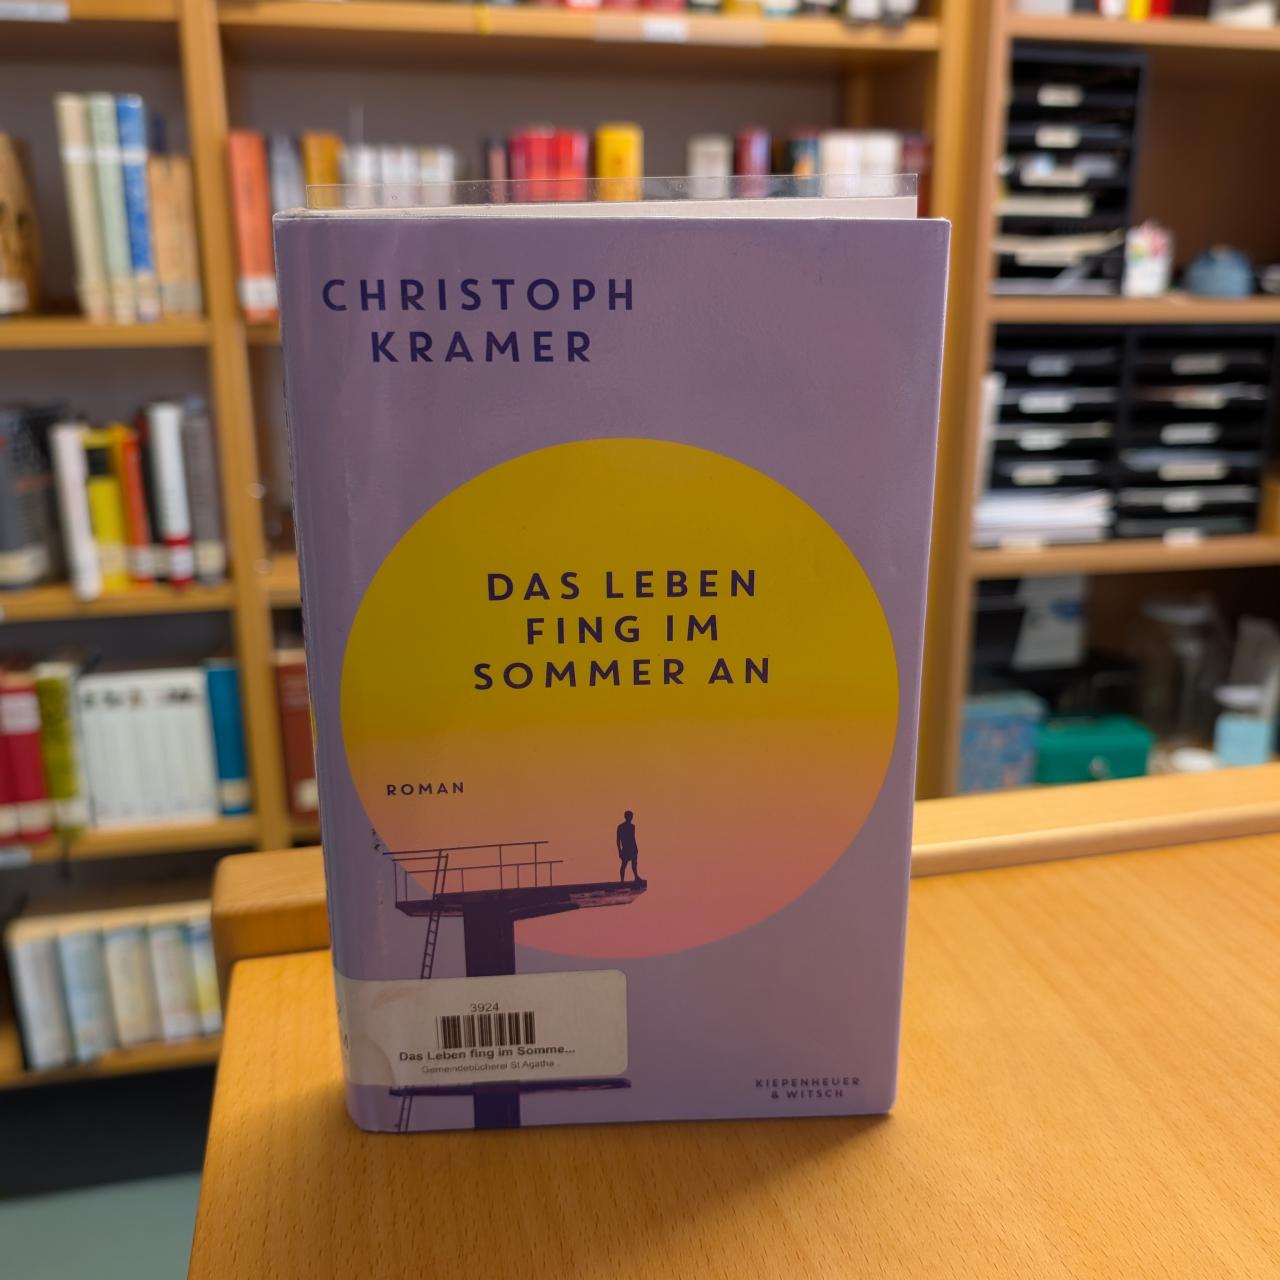 CHRISTOPH
KRAMER
DAS LEBEN
FING IM
SOMMER AN
ROMAN
3924
Das Leben fing im Somme...
Gemeindebücherei St.Agatha
KIEPENHEUER
& WITSCH